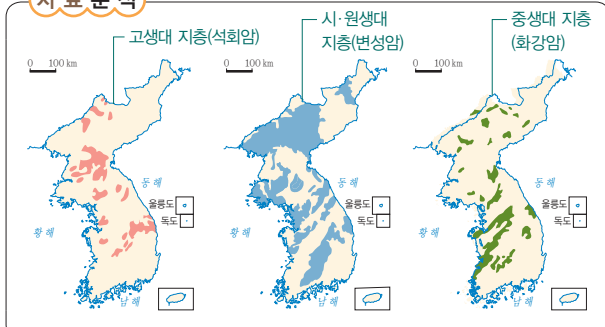 자료분석
고생대 지층(석회암)
시·원생대
지층(변성암)
중생대 지층
(화강암)
0 100 km
0 100 km
0 100 km
동해
울릉도
독도
황해
남해
동해
울릉도
독도
황해
남해
동해
울릉도
독도
황해
남해